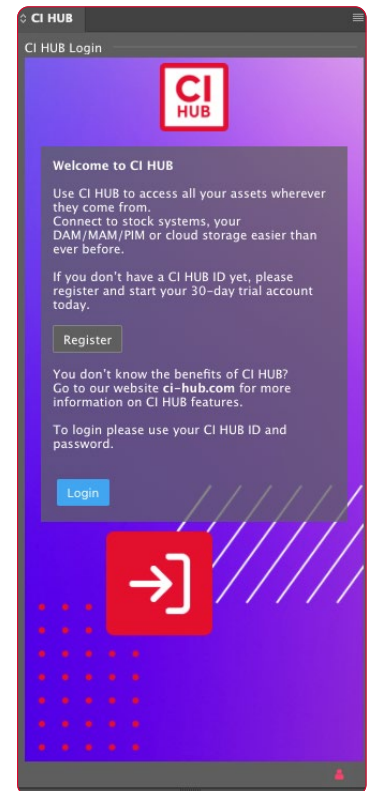 CI HUB
CI HUB Login
CI
HUB
Welcome to CI HUB
Use CI HUB to access all your assets wherever
they come from.
Connect to stock systems, your
DAM/MAM/PIM or cloud storage easier than
ever before.
If you don't have a CI HUB ID yet, please
register and start your 30-day trial account
today.
Register
You don't know the benefits of CI HUB?
Go to our website ci-hub.com for more
information on CI HUB features.
To login please use your CI HUB ID and
password.
Login